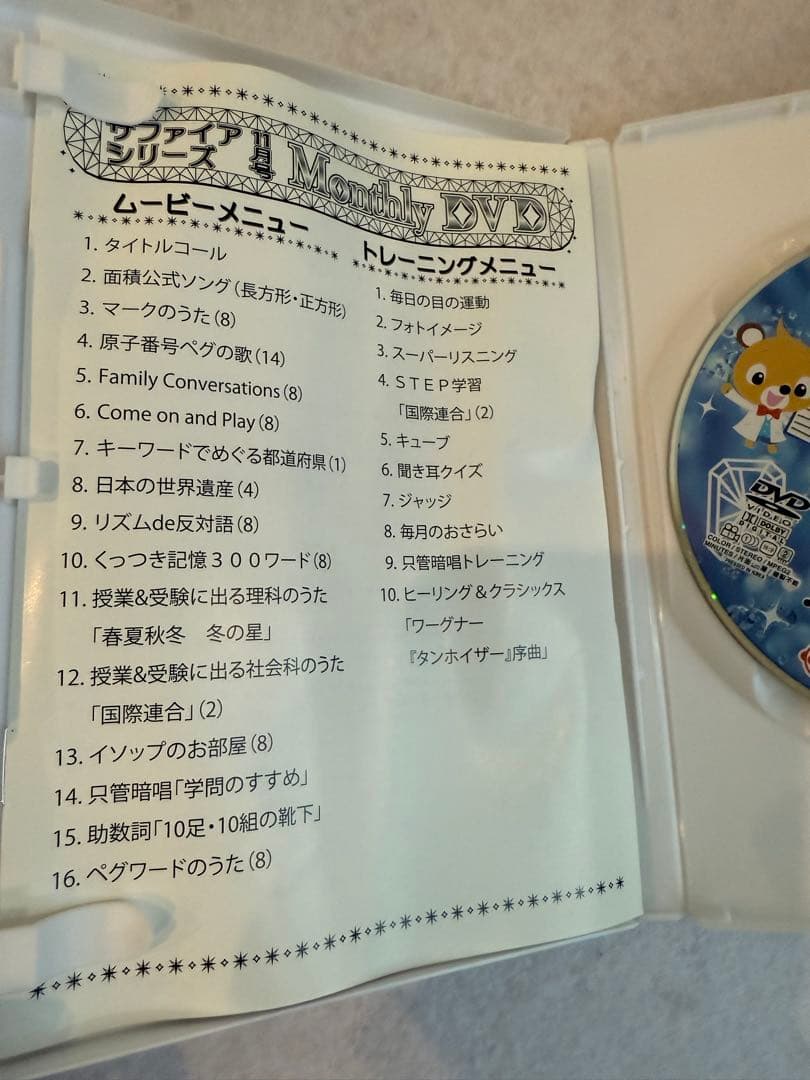 サファイア
シリーズ
11月号
Monthly DVD
ムービーメニュー
1. タイトルコール
2. 面積公式ソング(長方形・正方形)
3. マークのうた(8)
4. 原子番号ペグの歌(14)
5. Family Conversations(8)
6. Come on and Play(8)
7. キーワードでめぐる都道府県(1)
8. 日本の世界遺産(4)
9. リズムde反対語(8)
10. くっつき記憶300ワード(8)
11. 授業&受験に出る理科のうた
「春夏秋冬 冬の星」
12. 授業&受験に出る社会科のうた
「国際連合」(2)
13. イソップのお部屋(8)
14. 只管暗唱「学問のすすめ」
15. 助数詞「10足・10組の靴下」
16. ペグワードのうた(8)
トレーニングメニュー
1. 毎日の目の運動
2. フォトイメージ
3. スーパーリスニング
4. STEP学習
「国際連合」(2)
5. キューブ
6. 聞き耳クイズ
7. ジャッジ
8. 毎月のおさらい
9. 只管暗唱トレーニング
10. ヒーリング&クラシックス
「ワーグナー
『タンホイザー』序曲」
DVD
VIDEO
DOLBY
DIGITAL
COLOR/STEREO/MPEG2